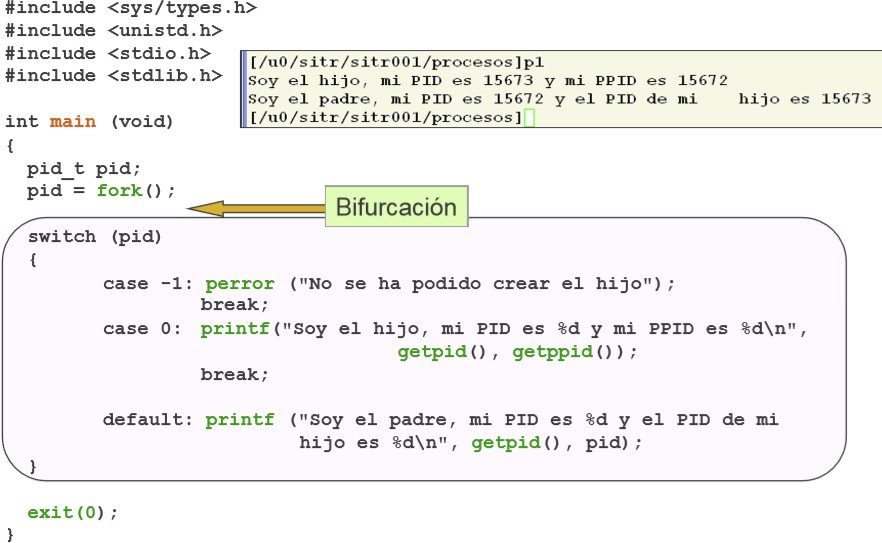 #include <sys/types.h>
#include <unistd.h>
#include <stdio.h>
#include <stdlib.h>
[/u0/sitr/sitr001/procesos]p1
Soy el hijo, mi PID es 15673 y mi PPID es 15672
Soy el padre, mi PID es 15672 y el PID de mi    hijo es 15673
[/u0/sitr/sitr001/procesos]
int main (void)
{
  pid_t pid;
  pid = fork();
Bifurcación
  switch (pid)
  {
        case -1: perror ("No se ha podido crear el hijo");
                 break;
        case 0:  printf("Soy el hijo, mi PID es %d y mi PPID es %d\n",
                                   getpid(), getppid());
                 break;
        default: printf ("Soy el padre, mi PID es %d y el PID de mi
                          hijo es %d\n", getpid(), pid);
  }
  exit(0);
}